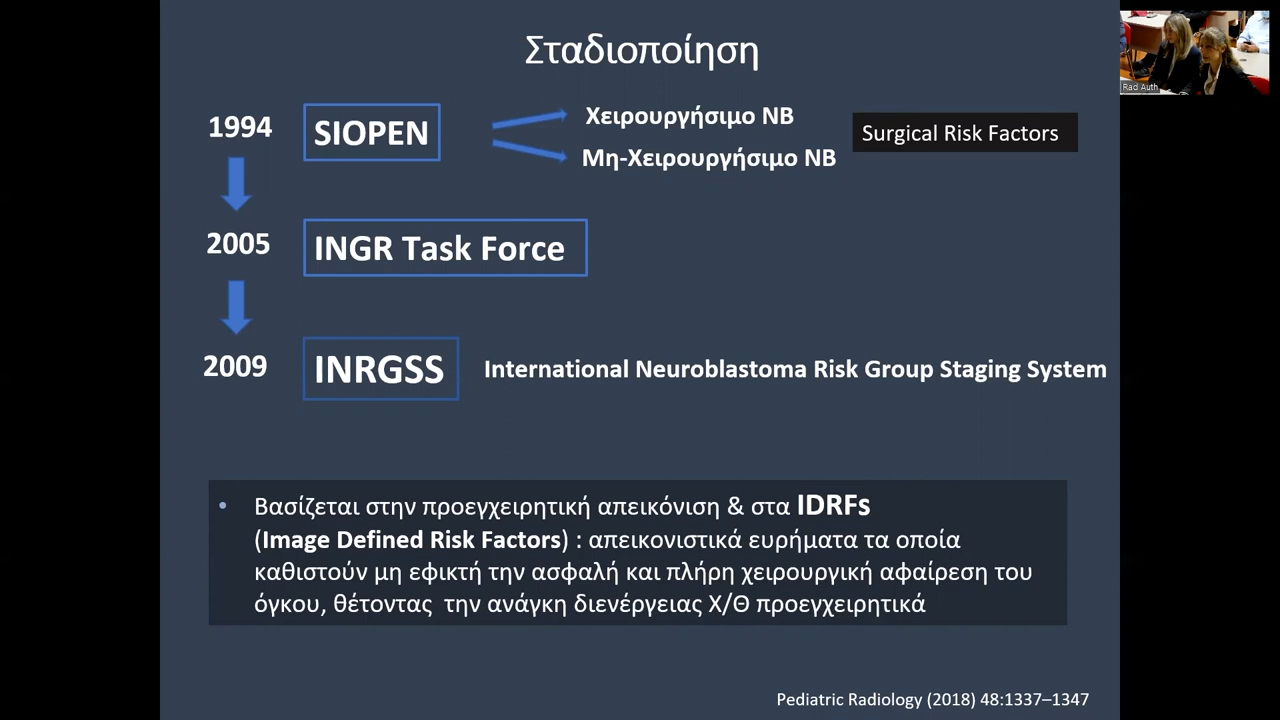 Σταδιοποίηση
1994
SIOPEN
Χειρουργήσιμο NB
Μη-Χειρουργήσιμο NB
Surgical Risk Factors
2005
INGR Task Force
2009
INRGSS
International Neuroblastoma Risk Group Staging System
• Βασίζεται στην προεγχειρητική απεικόνιση & στα IDRFs
(Image Defined Risk Factors) : απεικονιστικά ευρήματα τα οποία
καθιστούν μη εφικτή την ασφαλή και πλήρη χειρουργική αφαίρεση του
όγκου, θέτοντας την ανάγκη διενέργειας Χ/Θ προεγχειρητικά
Pediatric Radiology (2018) 48:1337–1347
Rad Auth